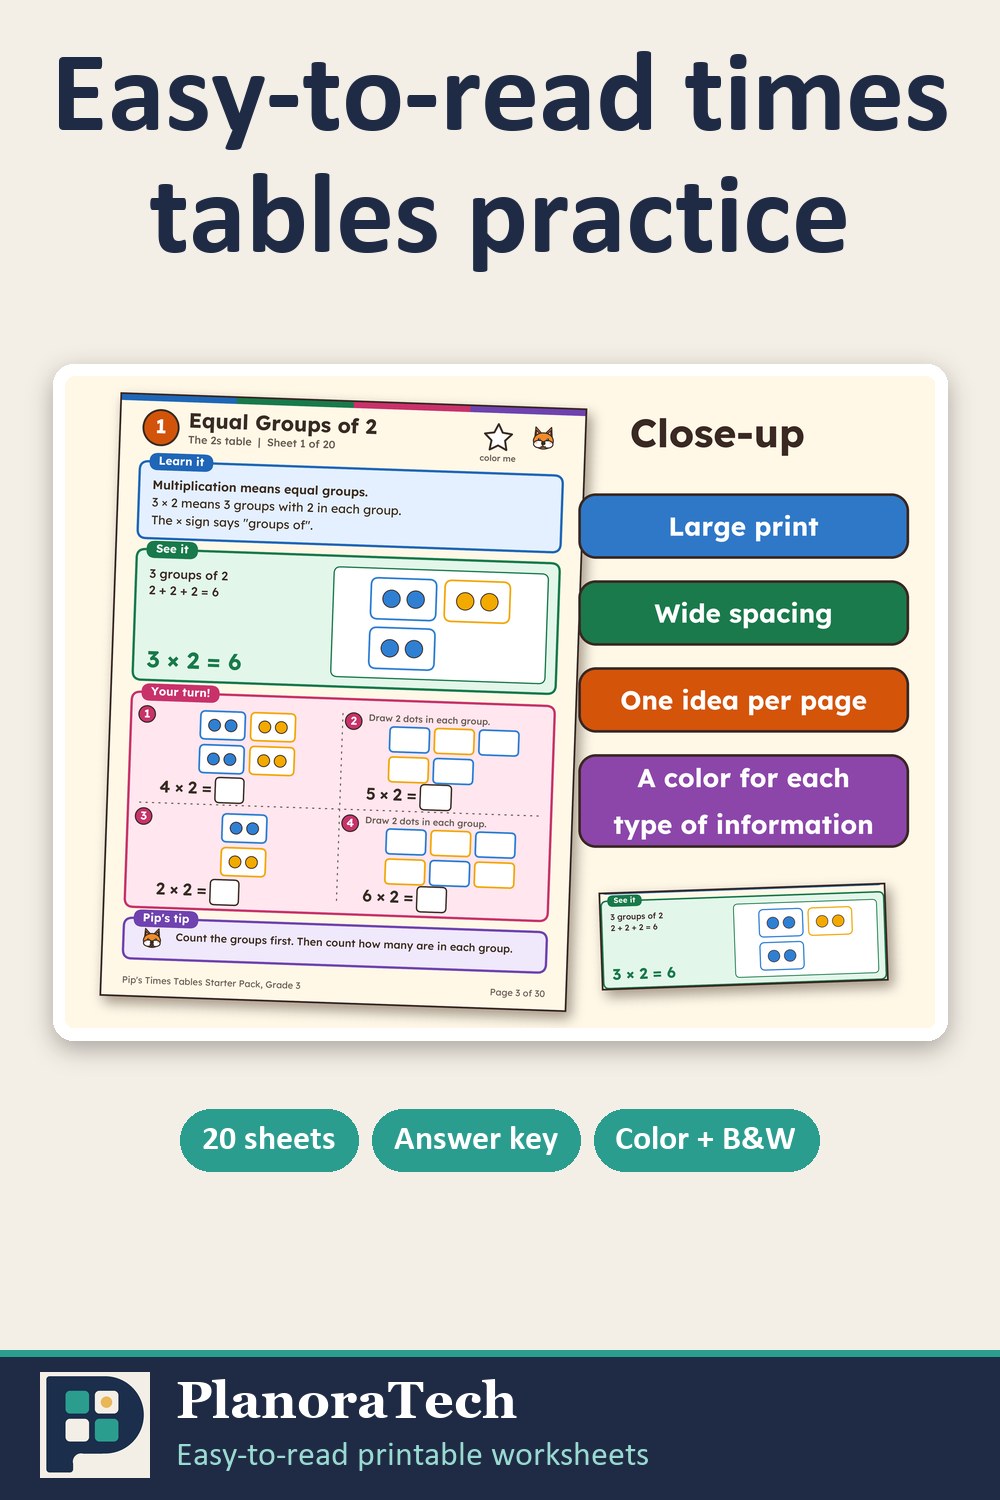 Easy-to-read times
tables practice
1
Equal Groups of 2
The 2s table | Sheet 1 of 20
color me
Learn it
Multiplication means equal groups.
3 × 2 means 3 groups with 2 in each group.
The × sign says "groups of".
See it
3 groups of 2
2 + 2 + 2 = 6
3 × 2 = 6
Your turn!
1
4 × 2 =
2
Draw 2 dots in each group.
5 × 2 =
3
2 × 2 =
4
Draw 2 dots in each group.
6 × 2 =
Pip's tip
Count the groups first. Then count how many are in each group.
Pip's Times Tables Starter Pack, Grade 3
Page 3 of 30
Close-up
Large print
Wide spacing
One idea per page
A color for each
type of information
See it
3 groups of 2
2 + 2 + 2 = 6
3 × 2 = 6
20 sheets
Answer key
Color + B&W
PlanoraTech
Easy-to-read printable worksheets